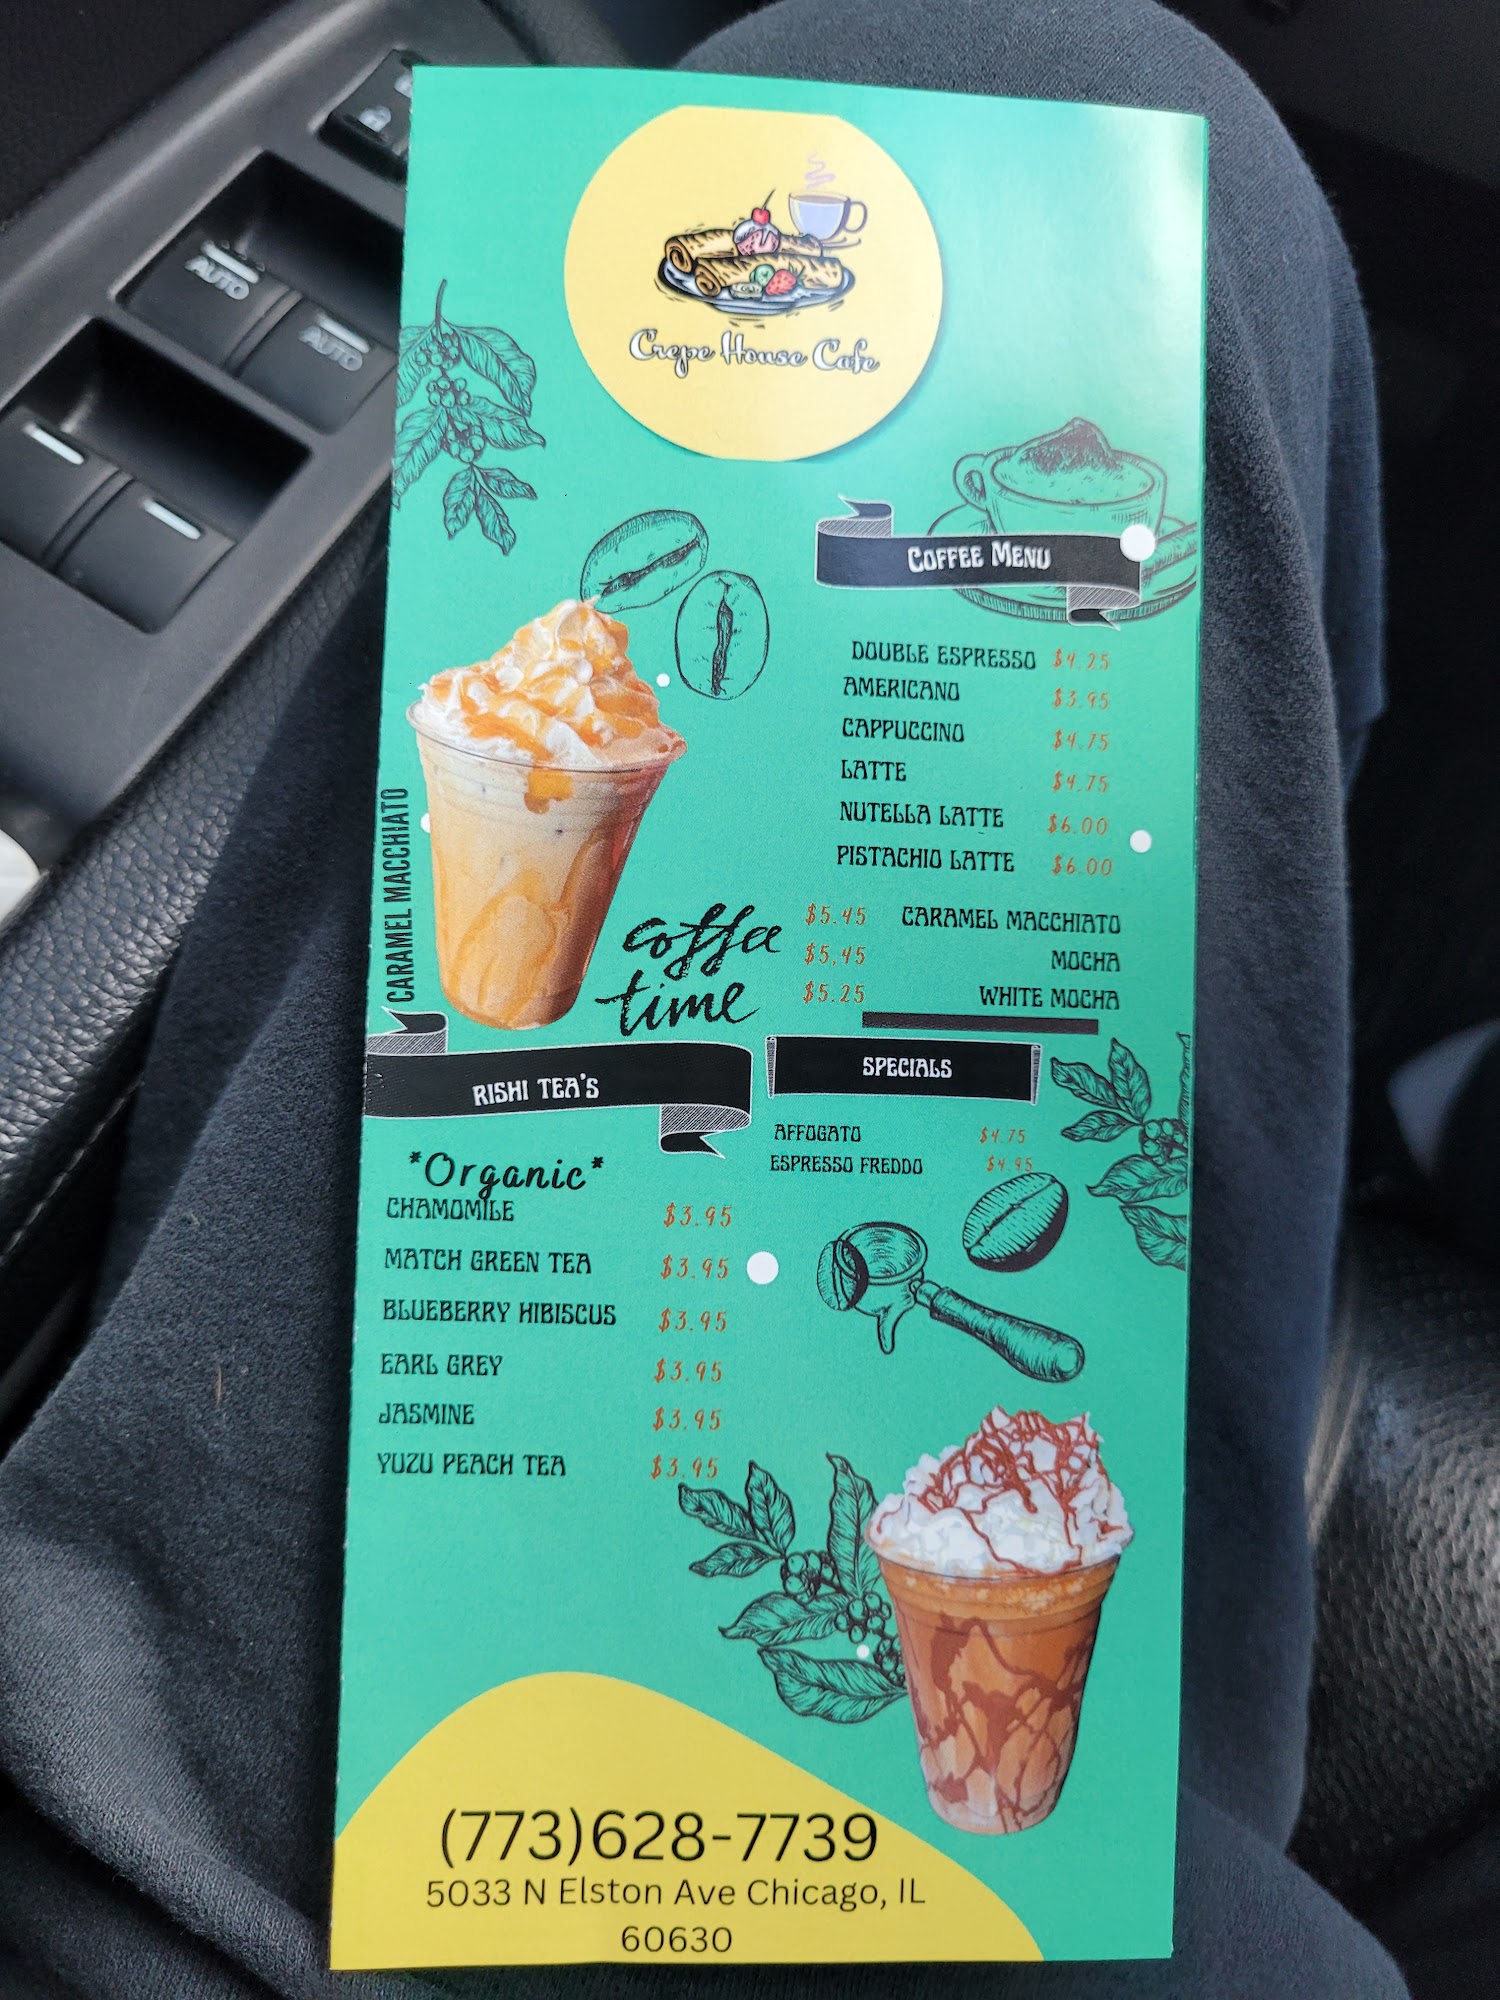 AUTO
AUTO
Crepe House Cafe
COFFEE MENU
DOUBLE ESPRESSO $4.25
AMERICANO $3.95
CAPPUCCINO $4.75
LATTE $4.75
NUTELLA LATTE $6.00
PISTACHIO LATTE $6.00
$5.45 CARAMEL MACCHIATO
$5.45 MOCHA
$5.25 WHITE MOCHA
CARAMEL MACCHIATO
coffee
time
RISHI TEA'S
*Organic*
CHAMOMILE $3.95
MATCH GREEN TEA $3.95
BLUEBERRY HIBISCUS $3.95
EARL GREY $3.95
JASMINE $3.95
YUZU PEACH TEA $3.95
SPECIALS
AFFOGATO $4.75
ESPRESSO FREDDO $4.95
(773)628-7739
5033 N Elston Ave Chicago, IL
60630